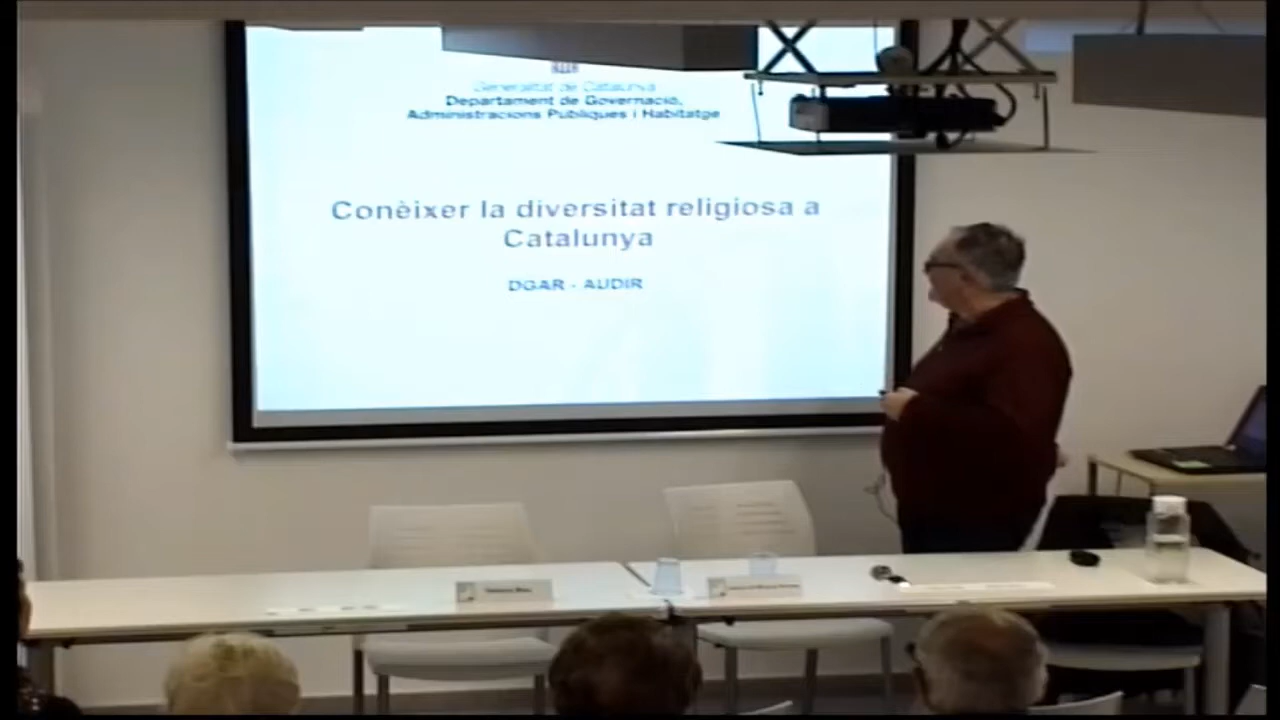 Generalitat de Catalunya
Departament de Governació,
Administracions Públiques i Habitatge
Conèixer la diversitat religiosa a
Catalunya
DGAR - AUDIR